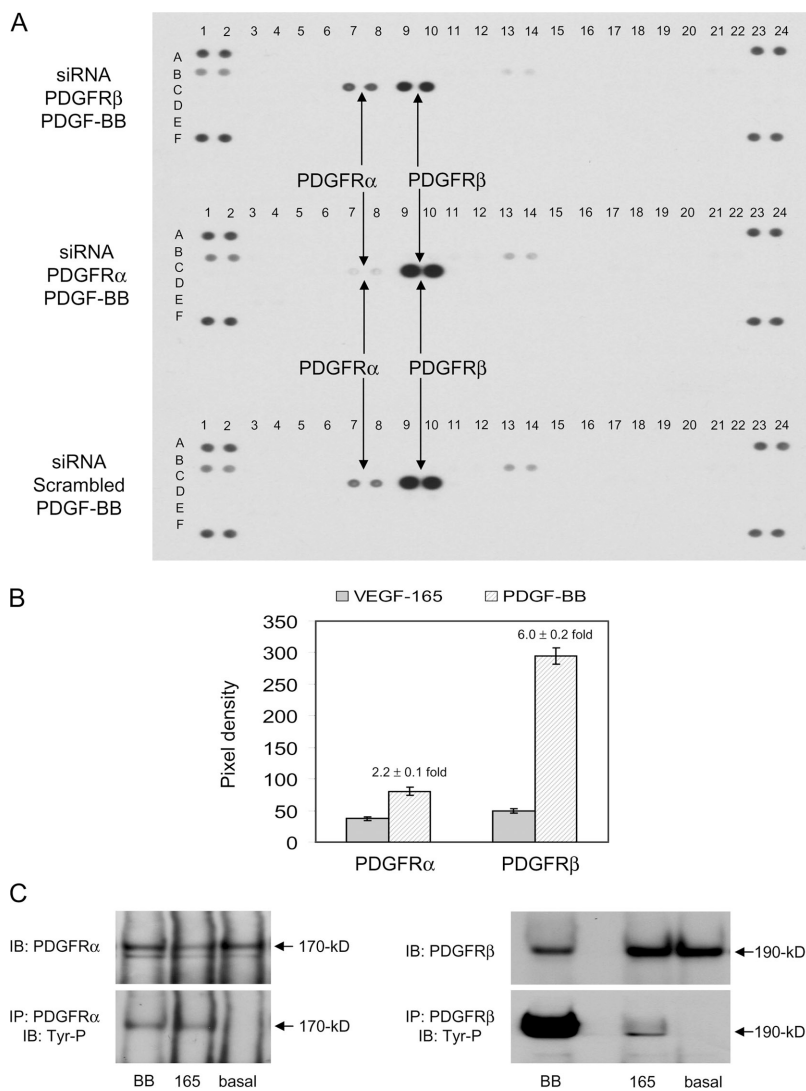 A
1 2 3 4 5 6 7 8 9 10 11 12 13 14 15 16 17 18 19 20 21 22 23 24
siRNA
PDGFRβ
PDGF-BB
A
B
C
D
E
F
PDGFRα PDGFRβ
1 2 3 4 5 6 7 8 9 10 11 12 13 14 15 16 17 18 19 20 21 22 23 24
siRNA
PDGFRα
PDGF-BB
A
B
C
D
E
F
PDGFRα PDGFRβ
1 2 3 4 5 6 7 8 9 10 11 12 13 14 15 16 17 18 19 20 21 22 23 24
siRNA
Scrambled
PDGF-BB
A
B
C
D
E
F
B
VEGF-165 PDGF-BB
Pixel density
350
300
250
200
150
100
50
0
2.2 ± 0.1 fold
6.0 ± 0.2 fold
PDGFRα PDGFRβ
C
IB: PDGFRα 170-kD
IP: PDGFRα
IB: Tyr-P
170-kD
BB 165 basal
IB: PDGFRβ 190-kD
IP: PDGFRβ
IB: Tyr-P
190-kD
BB 165 basal